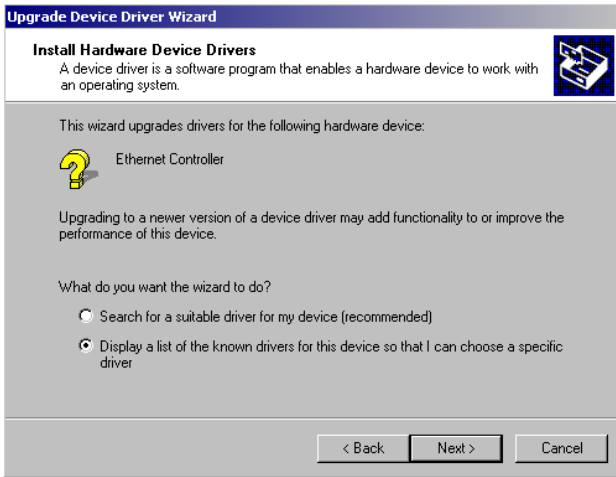 Upgrade Device Driver Wizard
Install Hardware Device Drivers
A device driver is a software program that enables a hardware device to work with
an operating system.
This wizard upgrades drivers for the following hardware device:
Ethernet Controller
Upgrading to a newer version of a device driver may add functionality to or improve the
performance of this device.
What do you want the wizard to do?
Search for a suitable driver for my device (recommended)
Display a list of the known drivers for this device so that I can choose a specific
driver
< Back
Next >
Cancel